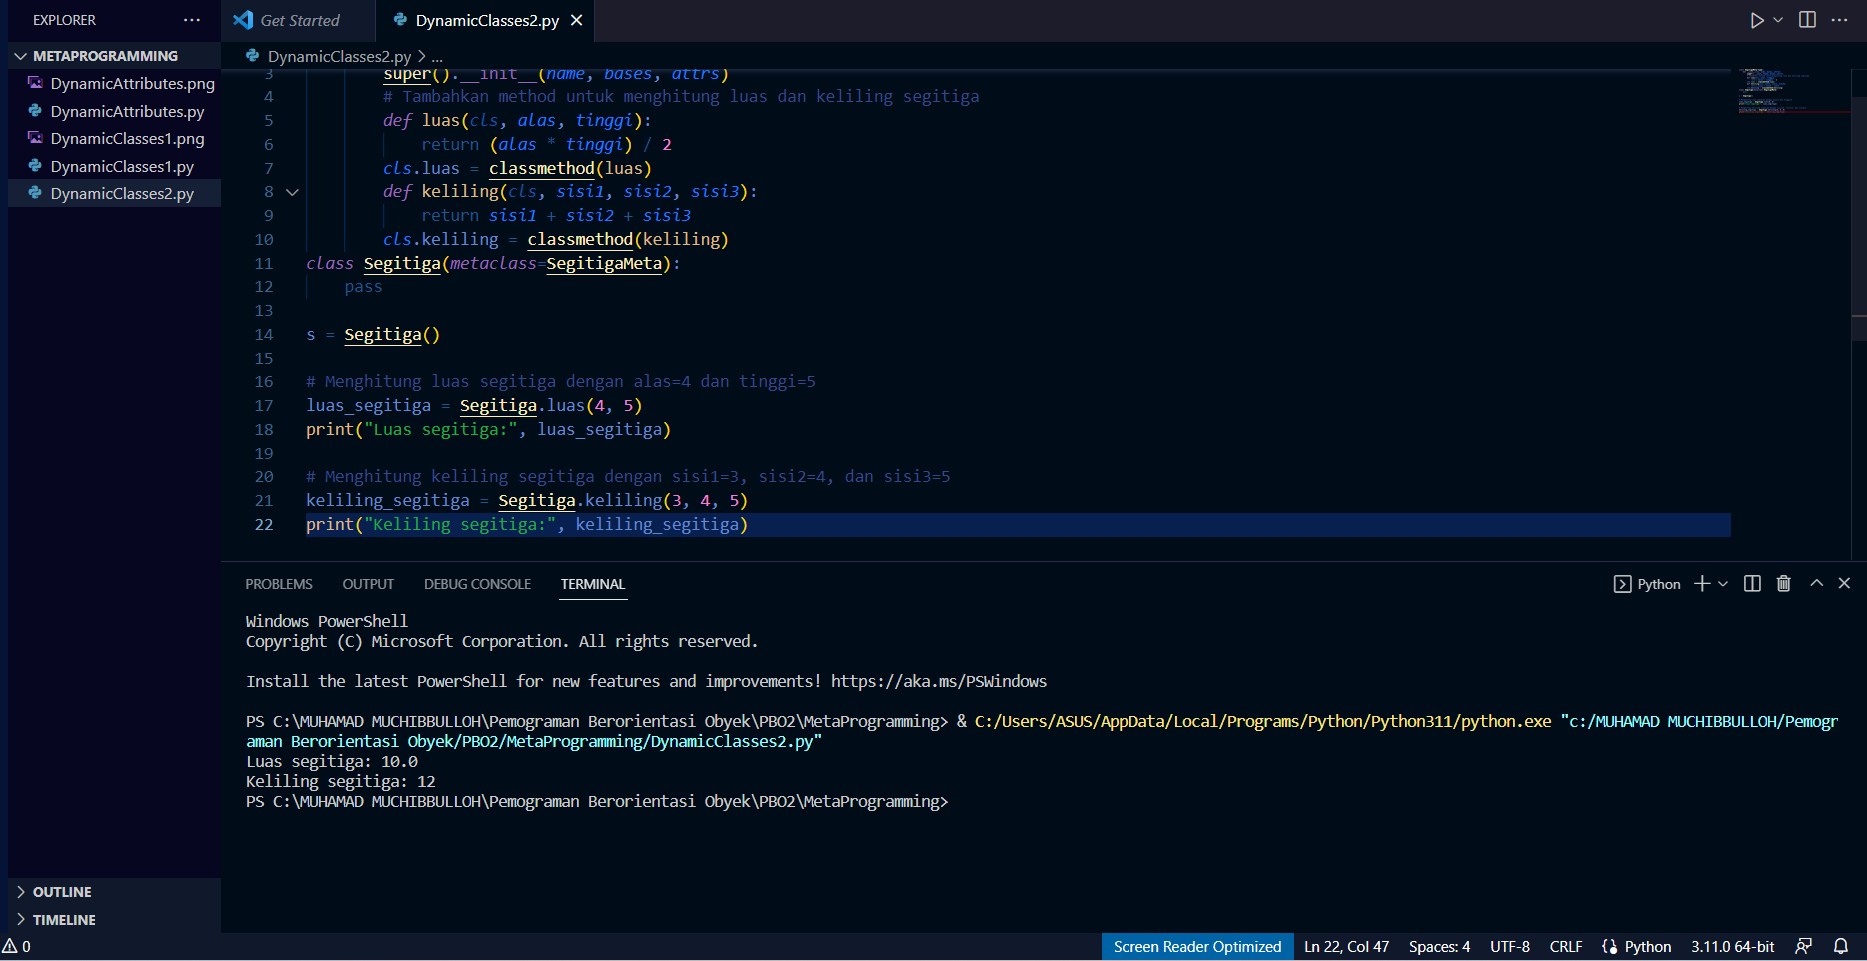 EXPLORER
Get Started
DynamicClasses2.py
METAPROGRAMMING
DynamicAttributes.png
DynamicAttributes.py
DynamicClasses1.png
DynamicClasses1.py
DynamicClasses2.py
DynamicClasses2.py > ...
3 super().__init__(name, bases, attrs)
4 # Tambahkan method untuk menghitung luas dan keliling segitiga
5 def luas(cls, alas, tinggi):
6 return (alas * tinggi) / 2
7 cls.luas = classmethod(luas)
8 def keliling(cls, sisi1, sisi2, sisi3):
9 return sisi1 + sisi2 + sisi3
10 cls.keliling = classmethod(keliling)
11 class Segitiga(metaclass=SegitigaMeta):
12 pass
13
14 s = Segitiga()
15
16 # Menghitung luas segitiga dengan alas=4 dan tinggi=5
17 luas_segitiga = Segitiga.luas(4, 5)
18 print("Luas segitiga:", luas_segitiga)
19
20 # Menghitung keliling segitiga dengan sisi1=3, sisi2=4, dan sisi3=5
21 keliling_segitiga = Segitiga.keliling(3, 4, 5)
22 print("Keliling segitiga:", keliling_segitiga)
PROBLEMS OUTPUT DEBUG CONSOLE TERMINAL
Python
Windows PowerShell
Copyright (C) Microsoft Corporation. All rights reserved.
Install the latest PowerShell for new features and improvements! https://aka.ms/PSWindows
PS C:\MUHAMAD MUCHIBBULLOH\Pemograman Berorientasi Obyek\PBO2\MetaProgramming> & C:/Users/ASUS/AppData/Local/Programs/Python/Python311/python.exe "c:/MUHAMAD MUCHIBBULLOH/Pemogr
aman Berorientasi Obyek/PBO2/MetaProgramming/DynamicClasses2.py"
Luas segitiga: 10.0
Keliling segitiga: 12
PS C:\MUHAMAD MUCHIBBULLOH\Pemograman Berorientasi Obyek\PBO2\MetaProgramming>
OUTLINE
TIMELINE
0
Screen Reader Optimized
Ln 22, Col 47
Spaces: 4
UTF-8
CRLF
Python
3.11.0 64-bit